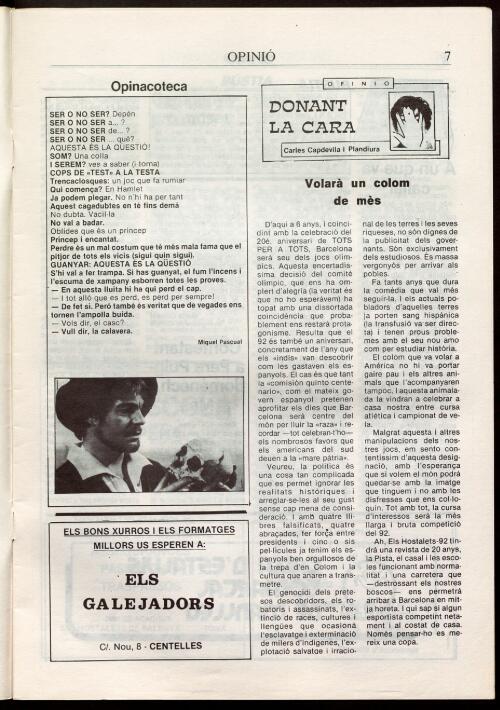 OPINIÓ
7
Opinacoteca
SER O NO SER? Depèn
SER O NO SER a... ?
SER O NO SER de... ?
SER O NO SER ... què?
AQUESTA ÉS LA QÜESTIÓ!
SOM? Una colla
I SEREM? ves a saber (i toma)
COPS DE «TEST» A LA TESTA
Trencaclosques: un joc que fa rumiar
Qui comença? En Hamlet
Ja podem plegar. No n'hi ha per tant
Aquest cagadubtes en té fins demà
No dubta. Vacil·la
No val a badar.
Oblides que és un príncep
Príncep i encantat.
Perdre és un mal costum que té més mala fama que el
pitjor de tots els vicis (sigui quin sigui).
GUANYAR: AQUESTA ÉS LA QÜESTIÓ
S'hi val a fer trampa. Si has guanyat, el fum l'incens i
l'escuma de xampany esborren totes les proves.
— En aquesta lluita hi ha qui perd el cap.
— I tot allò que es perd, es perd per sempre!
— De fet sí. Però també és veritat que de vegades ens
tornen l'ampolla buida.
— Vols dir, el casc?
— Vull dir, la calavera.
Miquel Pascual
ELS BONS XURROS I ELS FORMATGES
MILLORS US ESPEREN A:
ELS
GALEJADORS
C/. Nou, 8 - CENTELLES
OPINIO
DONANT
LA CARA
Carles Capdevila i Plandiura
Volarà un colom
de més
D'aquí a 6 anys, i coinci-
dint amb la celebració del
20è. aniversari de TOTS
PER A TOTS, Barcelona
serà seu dels jocs olím-
pics. Aquesta encertadís-
sima decisió del comitè
olímpic, que ens ha om-
plert d'alegria (la veritat és
que no ho esperàvem) ha
topat amb una dissortada
coincidència que proba-
blement ens restarà prota-
gonisme. Resulta que el
92 és també un aniversari,
concretament de l'any que
els «indis» van descobrir
com les gastaven els es-
panyols. El cas és que tant
la «comisión quinto cente-
nario», com el mateix go-
vern espanyol pretenen
aprofitar els dies que Bar-
celona serà centre del
món per lluir la «raza» i re-
cordar —tot celebran-t'ho—
els nombrosos favors que
els americans del sud
deuen a la «mare pàtria».
Veureu, la política és
una cosa tan complicada
que es permet ignorar les
realitats històriques i
arreglar-se-les al seu gust
sense cap mena de consi-
deració. I amb quatre lli-
bres falsificats, quatre
abraçades, fer força entre
presidents i cinc o sis
pel·lícules ja tenim els es-
panyols ben orgullosos de
la trepa d'en Colom i la
cultura que anaren a trans-
metre.
El genocidi dels prete-
sos descobridors, els ro-
batoris i assassinats, l'ex-
tinció de races, cultures i
llengües que ocasionà
l'esclavatge i exterminació
de milers d'indígenes, l'ex-
plotació salvatge i irracio-
nal de les terres i les seves
riqueses, no són dignes de
la publicitat dels gover-
nants. Són exclusivament
dels estudiosos. És massa
vergonyós per arribar als
pobles.
Fa tants anys que dura
la comèdia que val més
seguir-la. I els actuals po-
bladors d'aquelles terres
ja porten sang hispànica
(la transfusió va ser direc-
ta) i tenen prous proble-
mes amb el seu nou amo
com per estudiar història.
El colom que va volar a
Amèrica no hi va portar
gaire pau i els altres ani-
mals que l'acompanyaren
tampoc. I aquesta animala-
da la vindran a celebrar a
casa nostra entre cursa
atlètica i campionat de ve-
la.
Malgrat aquesta i altres
manipulacions dels nos-
tres jocs, em sento con-
tentíssim d'aquesta desig-
nació, amb l'esperança
que si volem el món podrà
quedar-se amb la imatge
que tinguem i no amb les
disfresses que ens col·lo-
quin. Tot amb tot, la cursa
d'interessos serà la més
llarga i bruta competició
del 92.
Ah, Els Hostalets-92 tin-
drà una revista de 20 anys,
la Pista, el casal i les esco-
les funcionant amb norma-
litat i una carretera que
—destrossant els nostres
boscos— ens permetrà
arribar a Barcelona en mit-
ja horeta. I qui sap si algun
esportista competint neta-
ment i al costat de casa.
Només pensar-ho es me-
reix una copa.